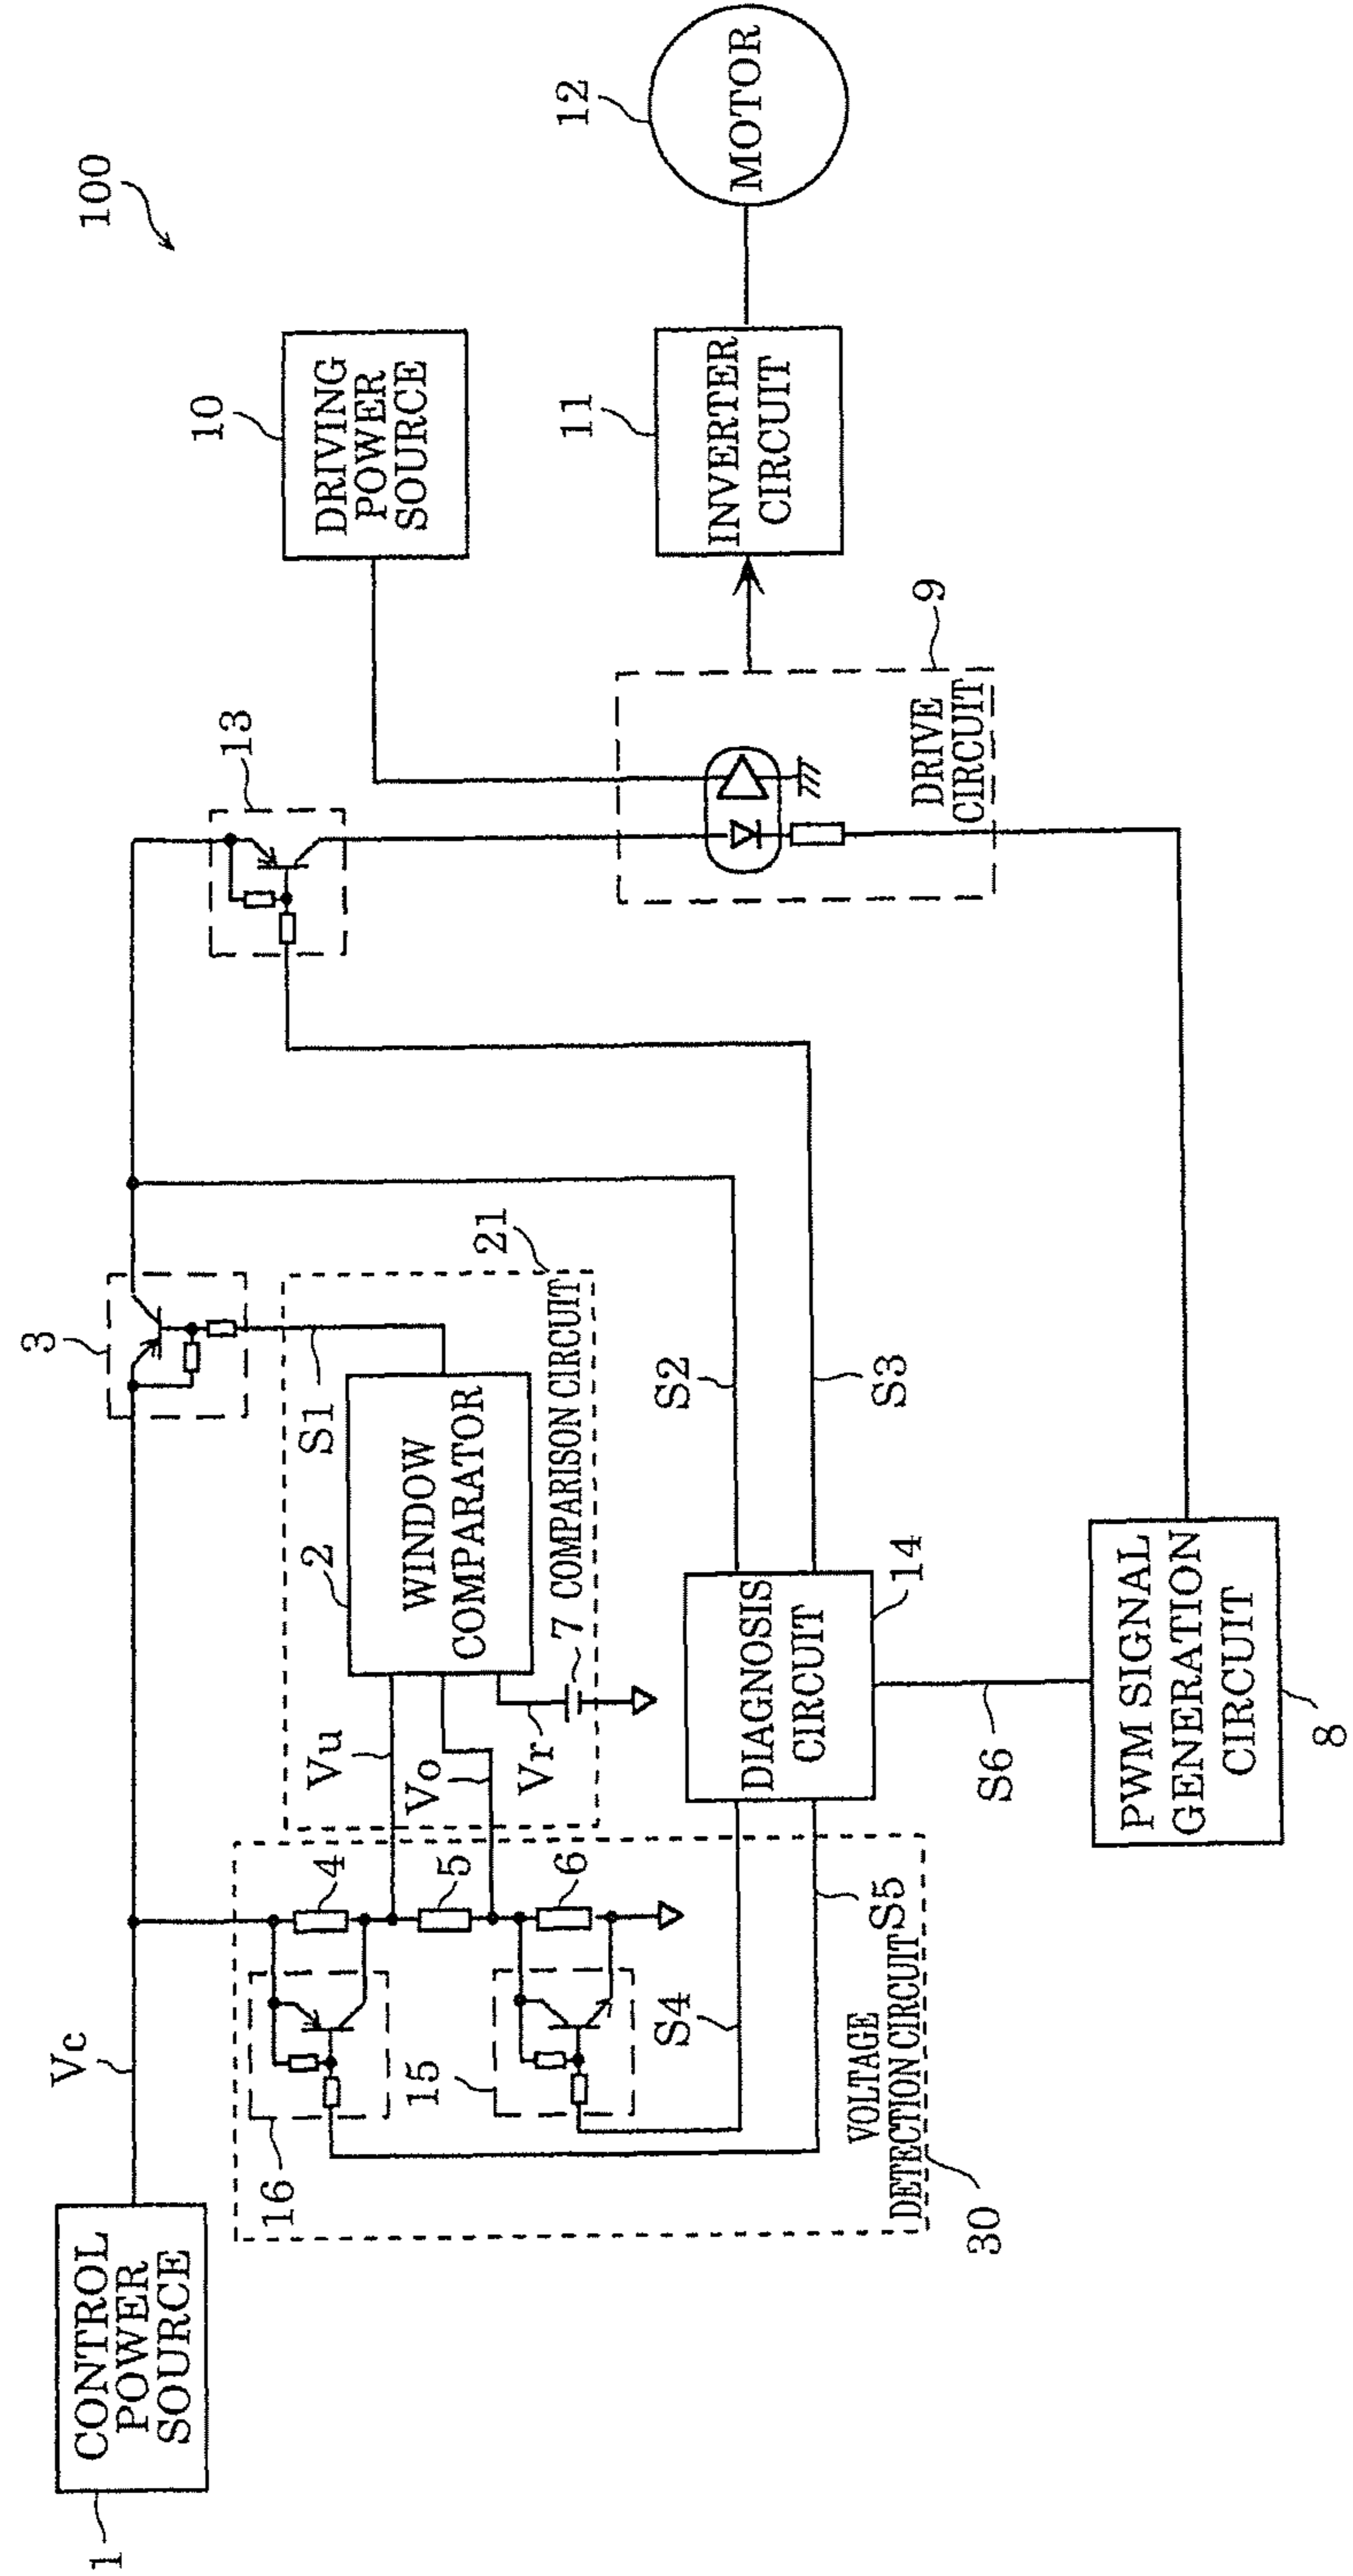 100
1
CONTROL
POWER
SOURCE
Vc
3
13
10
DRIVING
POWER
SOURCE
16
4
Vu
2
WINDOW
COMPARATOR
S1
21
COMPARISON CIRCUIT
15
5
Vo
6
Vr
7
12
MOTOR
11
INVERTER
CIRCUIT
9
DRIVE
CIRCUIT
S4
S5
S2
S3
DIAGNOSIS
CIRCUIT
14
VOLTAGE
DETECTION CIRCUIT
30
S6
PWM SIGNAL
GENERATION
CIRCUIT
8